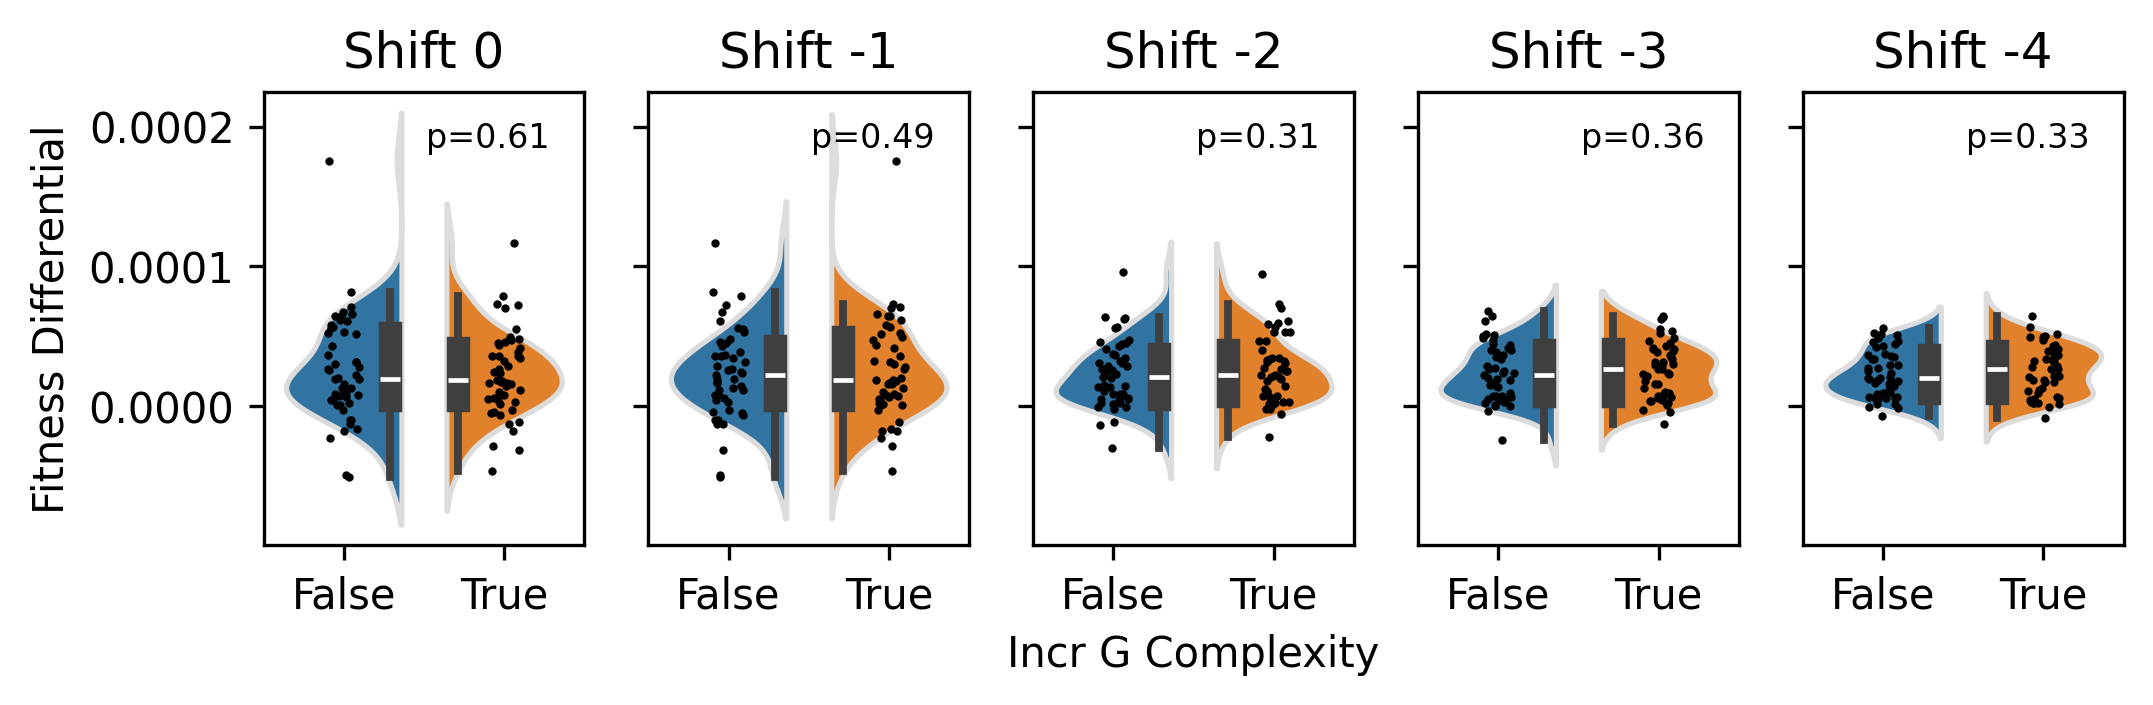 Shift 0
Shift -1
Shift -2
Shift -3
Shift -4
Fitness Differential
0.0002
0.0001
0.0000
p=0.61
p=0.49
p=0.31
p=0.36
p=0.33
False
True
False
True
False
True
False
True
False
True
Incr G Complexity